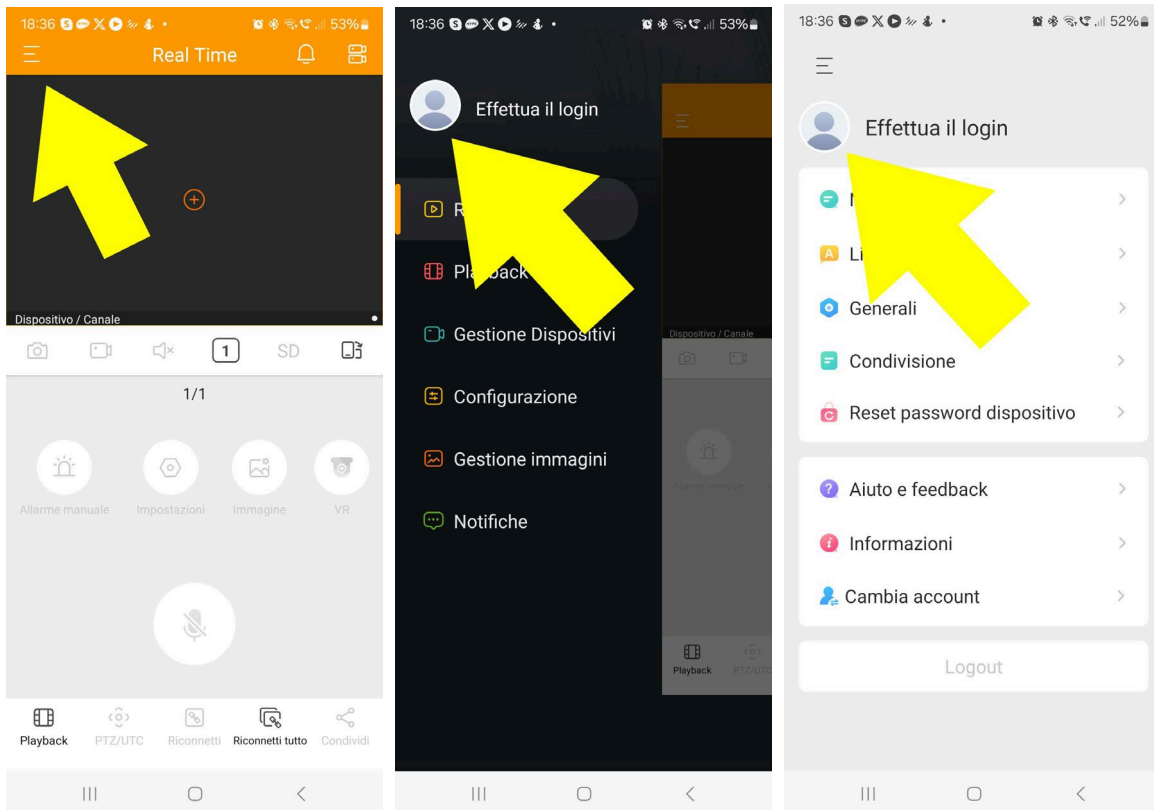 18:36
53%
Real Time
Dispositivo / Canale
1
SD
1/1
Allarme manuale
Impostazioni
Immagine
VR
Playback
PTZ/UTC
Riconnetti
Riconnetti tutto
Condividi
18:36
53%
Effettua il login
Playback
Gestione Dispositivi
Configurazione
Gestione immagini
Notifiche
Dispositivo / Canale
Allarme manuale
Playback
PTZ/UTC
18:36
52%
Effettua il login
Generali
Condivisione
Reset password dispositivo
Aiuto e feedback
Informazioni
Cambia account
Logout